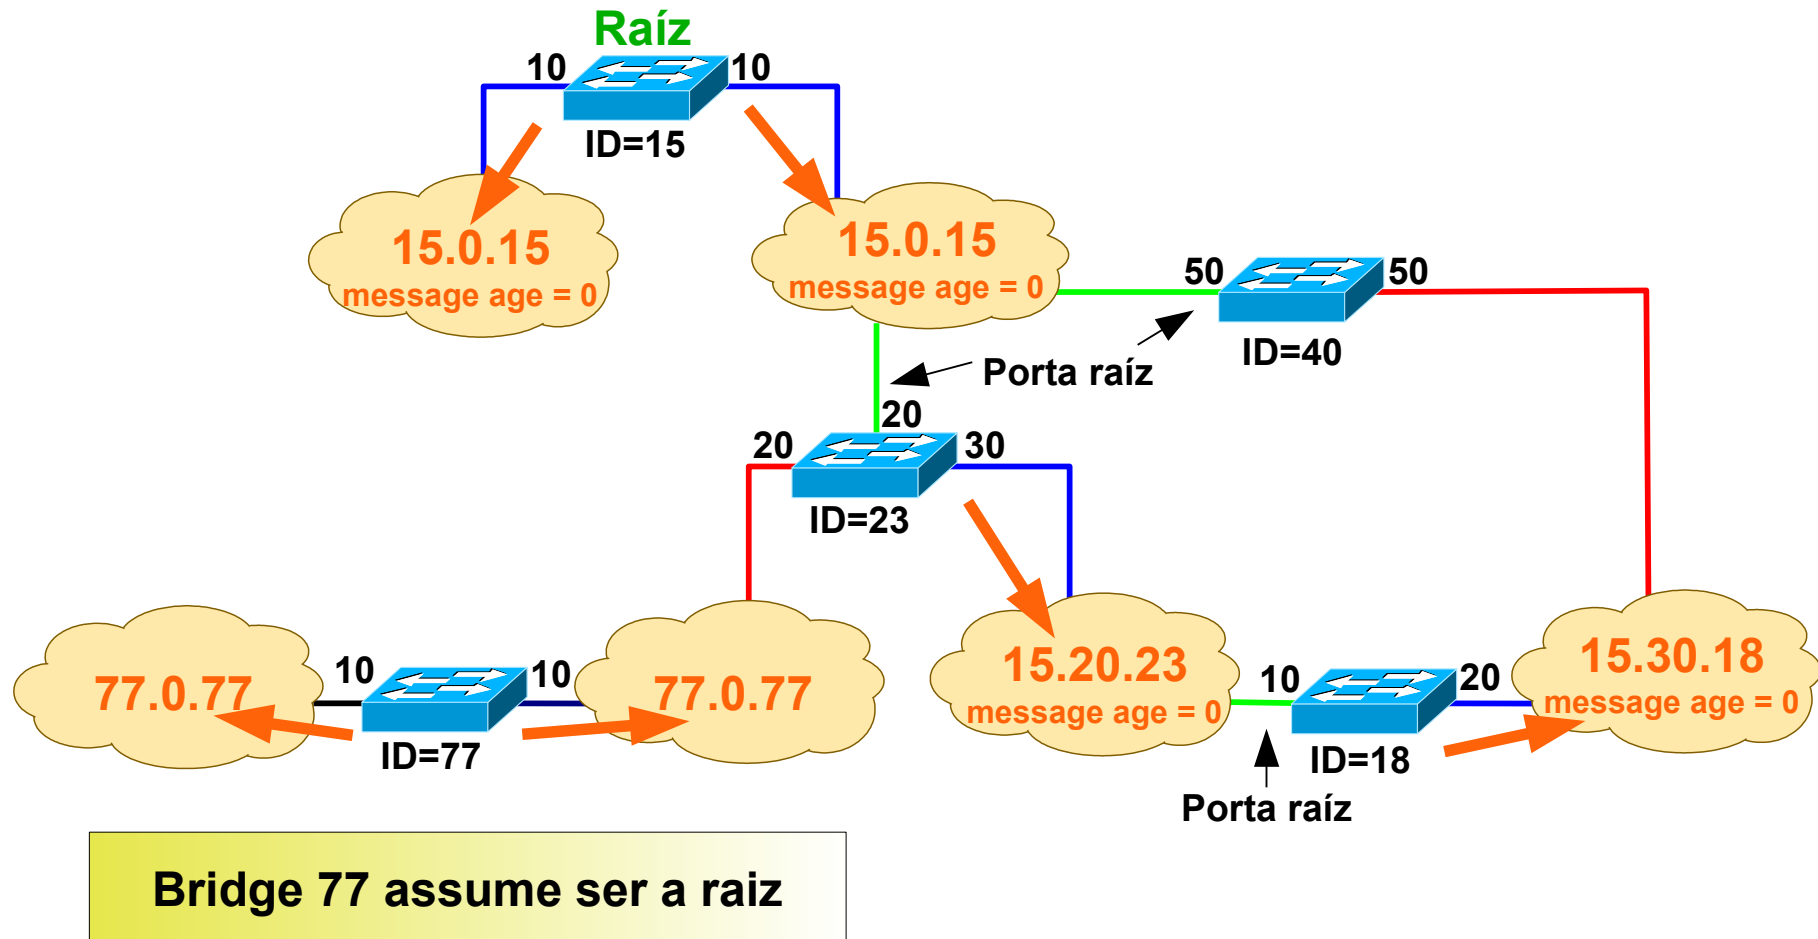 Raíz
10
10
ID=15
15.0.15
message age = 0
15.0.15
message age = 0
50
50
ID=40
Porta raíz
20
20
30
ID=23
77.0.77
10
10
ID=77
77.0.77
15.20.23
message age = 0
10
20
ID=18
15.30.18
message age = 0
Porta raíz
Bridge 77 assume ser a raiz